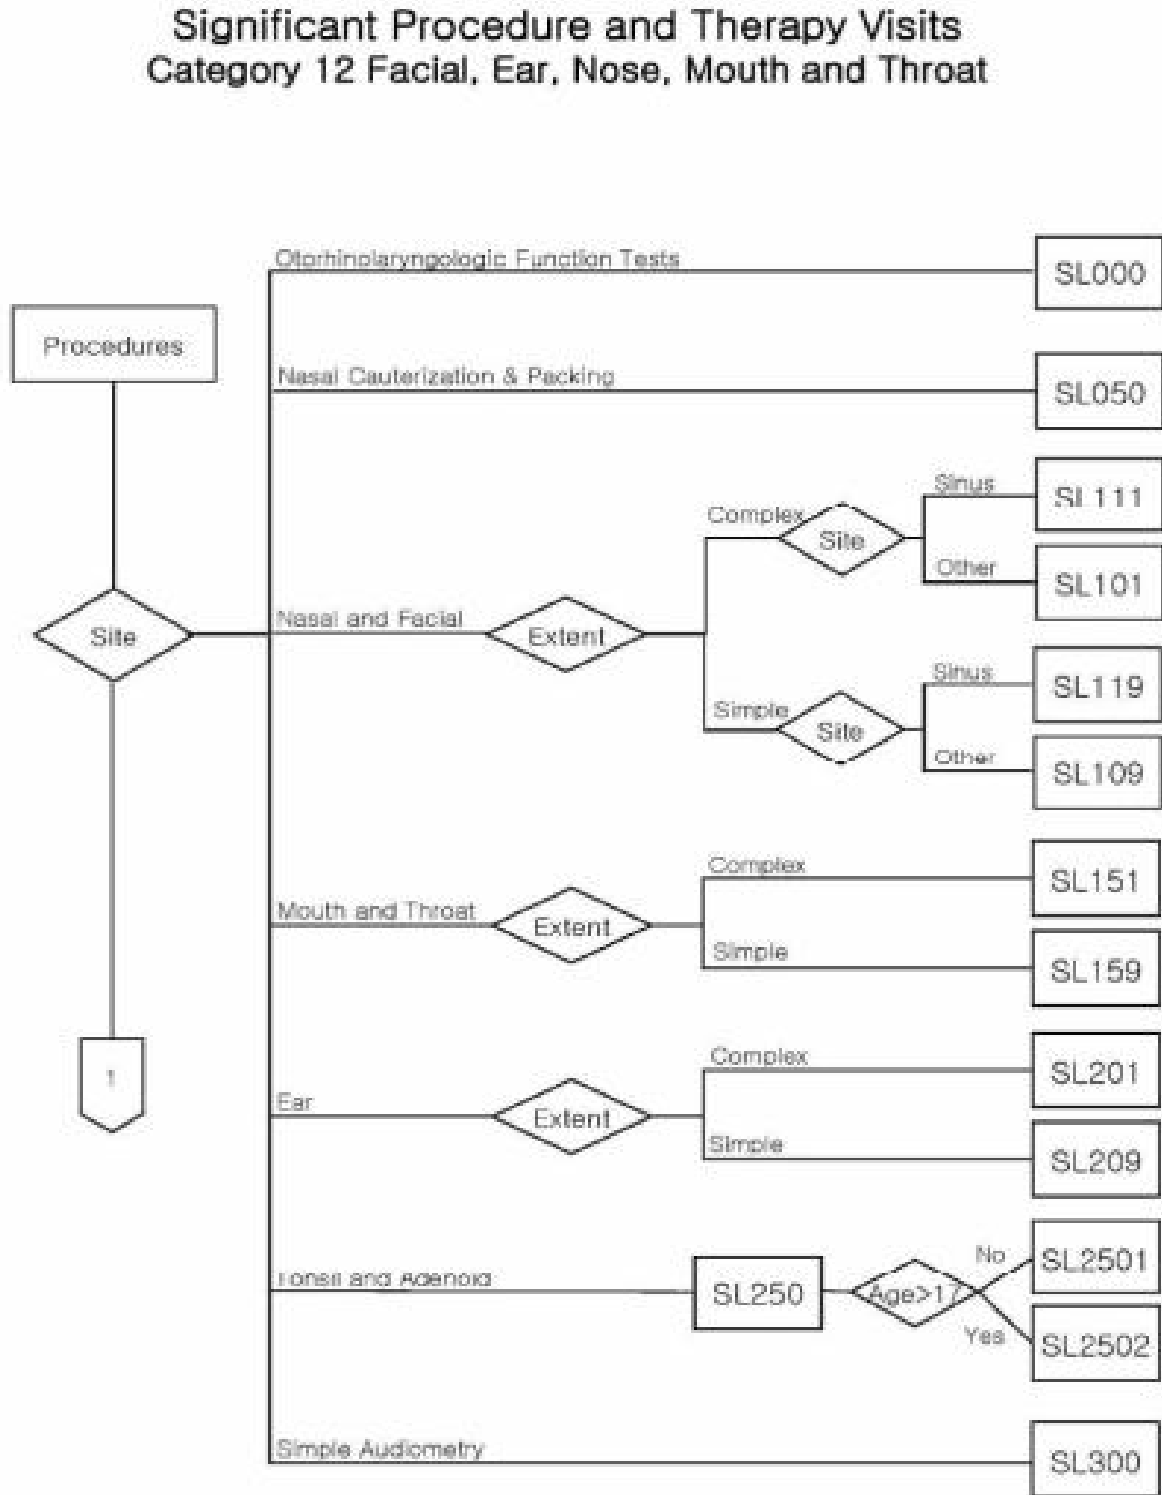 Significant Procedure and Therapy Visits
Category 12 Facial, Ear, Nose, Mouth and Throat
Otorhinolaryngologic Function Tests
SL000
Procedures
Nasal Cauterization & Packing
SL050
Sinus
SL111
Complex
Site
Other
SL101
Nasal and Facial
Extent
Site
Sinus
SL119
Simple
Site
Other
SL109
Complex
SL151
Mouth and Throat
Extent
Simple
SL159
Complex
SL201
1
Ear
Extent
Simple
SL209
No
SL2501
Tonsil and Adenoid
SL250
Age>17
Yes
SL2502
Simple Audiometry
SL300